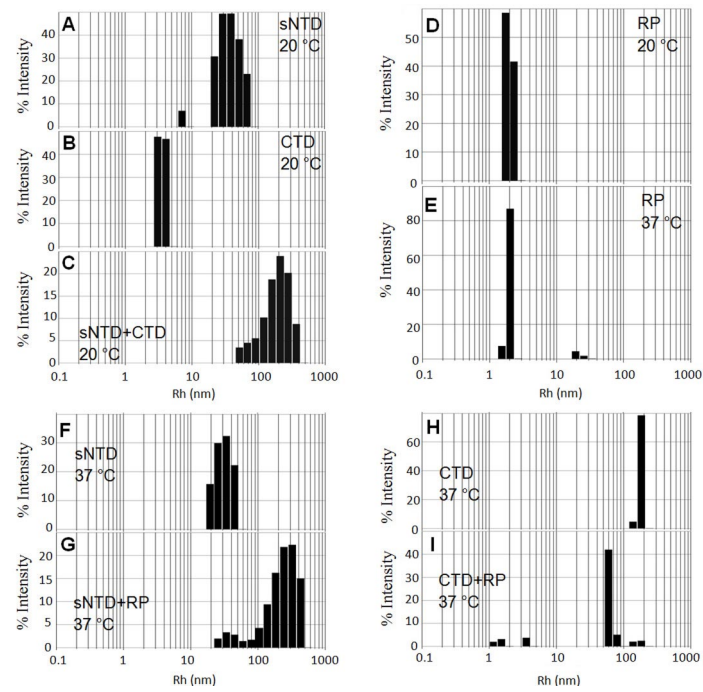 A
sNTD
20 °C
% Intensity
40
30
20
10
0
B
CTD
20 °C
% Intensity
40
30
20
10
0
C
sNTD+CTD
20 °C
% Intensity
20
15
10
5
0
0.1 1 10 100 1000
Rh (nm)
D
RP
20 °C
% Intensity
60
50
40
30
20
10
0
E
RP
37 °C
% Intensity
80
60
40
20
0
0.1 1 10 100 1000
Rh (nm)
F
sNTD
37 °C
% Intensity
30
20
10
0
G
sNTD+RP
37 °C
% Intensity
20
15
10
5
0
0.1 1 10 100 1000
Rh (nm)
H
CTD
37 °C
% Intensity
60
40
20
0
I
CTD+RP
37 °C
% Intensity
40
30
20
10
0
0.1 1 10 100 1000
Rh (nm)